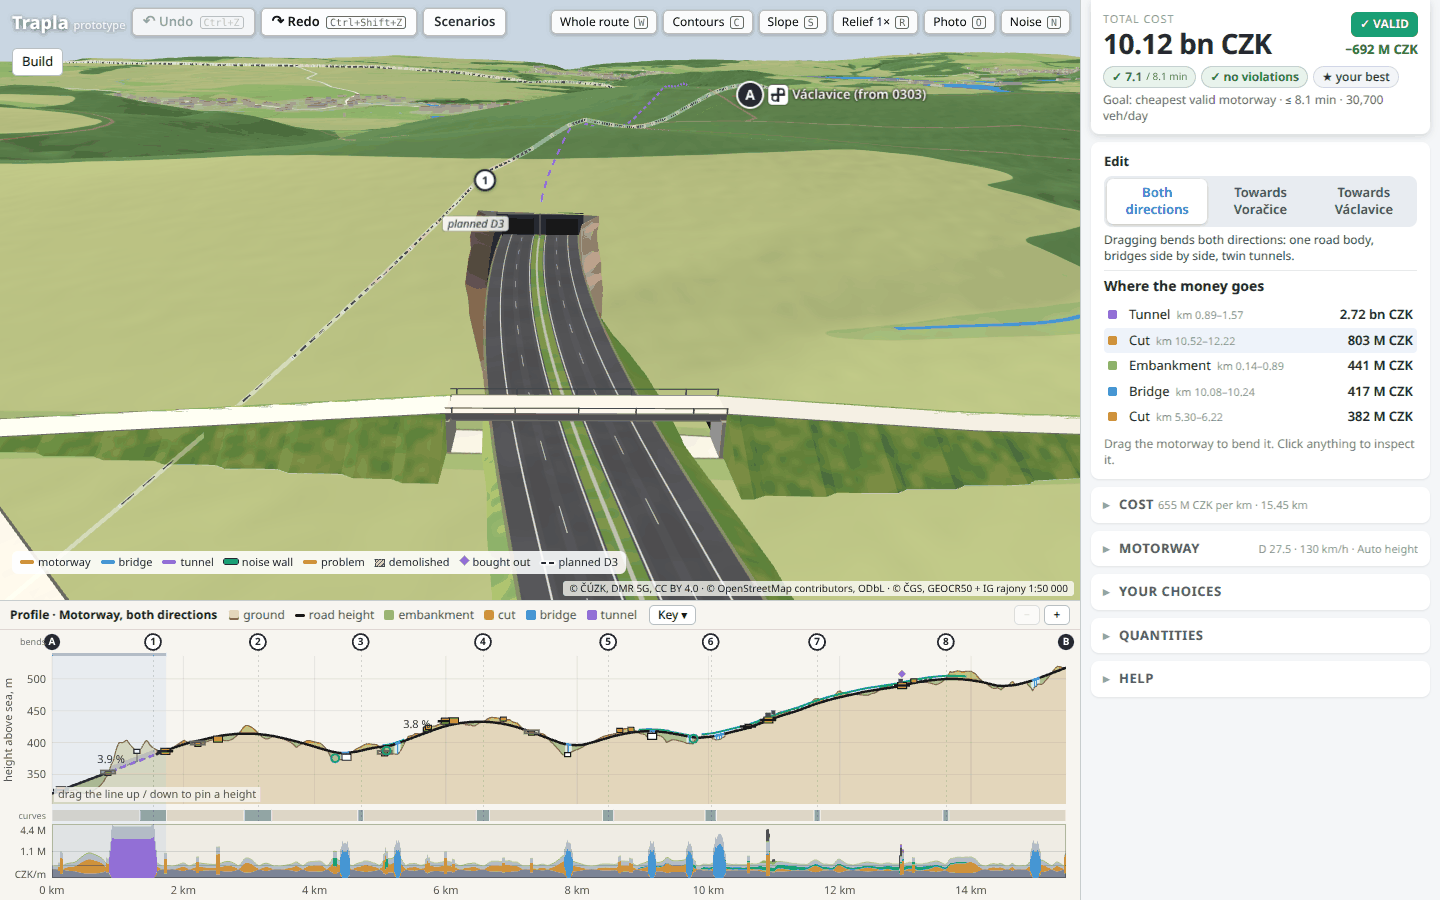 Trapla prototype
↶ Undo Ctrl+Z
↷ Redo Ctrl+Shift+Z
Scenarios
Whole route W
Contours C
Slope S
Relief 1× R
Photo O
Noise N
Build
A Václavice (from 0303)
1
planned D3
motorway bridge tunnel noise wall problem demolished bought out planned D3
© ČÚZK, DMR 5G, CC BY 4.0 · © OpenStreetMap contributors, ODbL · © ČGS, GEOCR50 + IG rajony 1:50 000
Profile · Motorway, both directions ground road height embankment cut bridge tunnel Key ▾ − +
bends A 1 2 3 4 5 6 7 8 B
height above sea, m
500
450
400
350
3.9 %
3.8 %
drag the line up / down to pin a height
curves
4.4 M
1.1 M
CZK/m
0 km 2 km 4 km 6 km 8 km 10 km 12 km 14 km
TOTAL COST
✓ VALID
10.12 bn CZK
−692 M CZK
✓ 7.1 / 8.1 min ✓ no violations ★ your best
Goal: cheapest valid motorway · ≤ 8.1 min · 30,700
veh/day
Edit
Both
directions
Towards
Voračice
Towards
Václavice
Dragging bends both directions: one road body,
bridges side by side, twin tunnels.
Where the money goes
Tunnel km 0.89–1.57 2.72 bn CZK
Cut km 10.52–12.22 803 M CZK
Embankment km 0.14–0.89 441 M CZK
Bridge km 10.08–10.24 417 M CZK
Cut km 5.30–6.22 382 M CZK
Drag the motorway to bend it. Click anything to inspect
it.
▸ COST 655 M CZK per km · 15.45 km
▸ MOTORWAY D 27.5 · 130 km/h · Auto height
▸ YOUR CHOICES
▸ QUANTITIES
▸ HELP